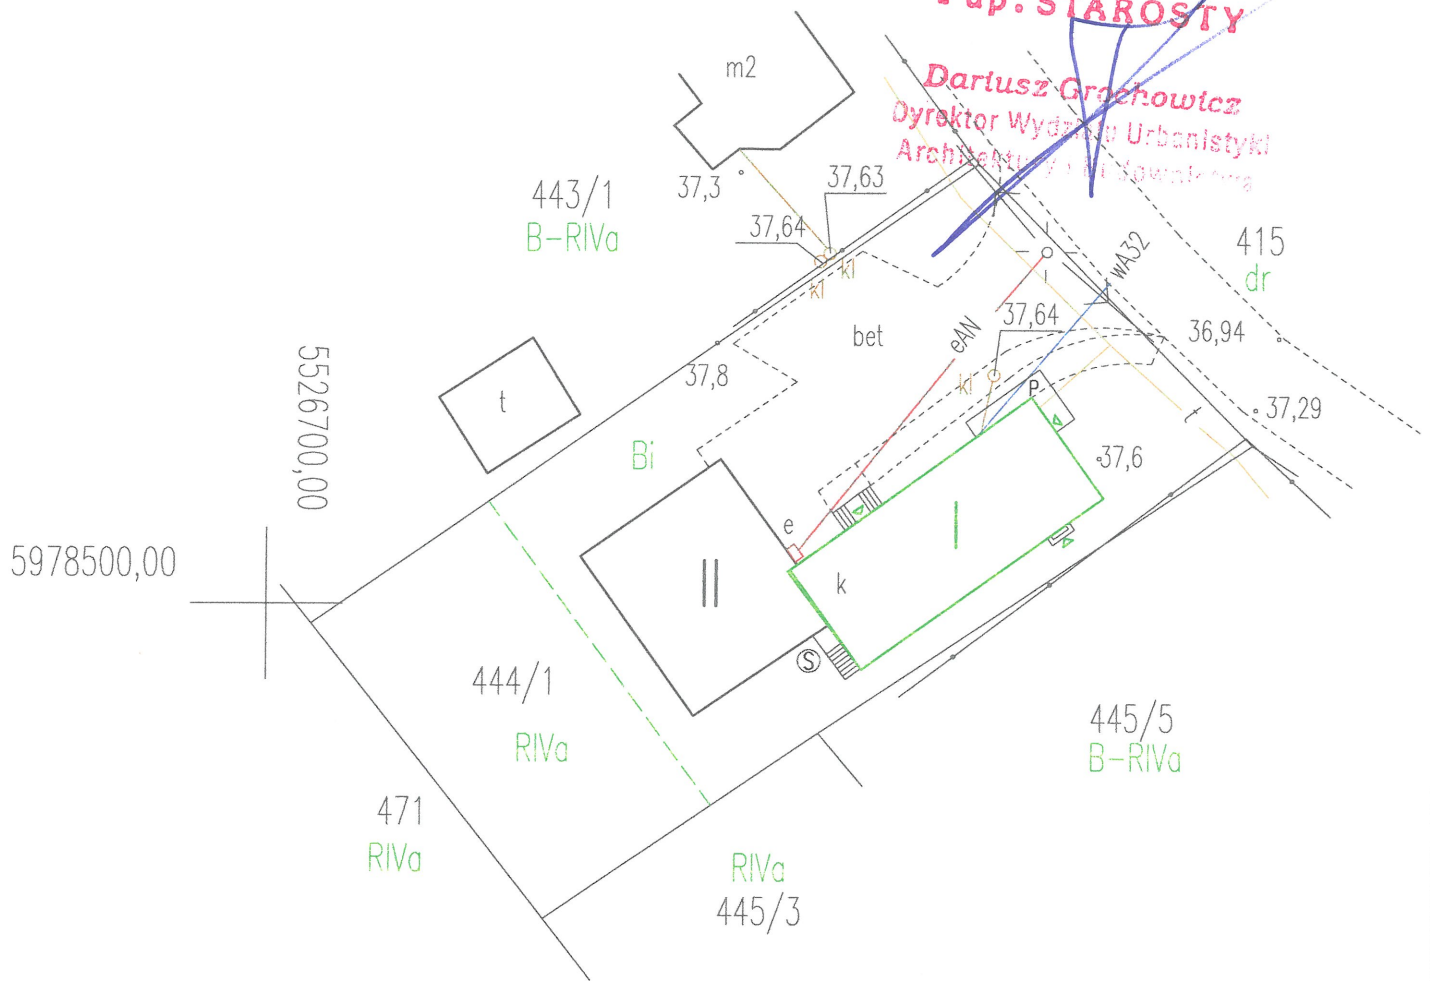 up. STAROSTY
Dariusz Grochowicz
Dyrektor Wydziału Urbanistyki
m2
37,3
37,63
37,64
443/1
B-RIVa
kl
kl
415
dr
wA32
36,94
37,64
eAN
bet
kl
P
37,8
37,29
t
37,6
t
Bi
5526700,00
5978500,00
e
I
II
k
S
444/1
RIVa
445/5
B-RIVa
471
RIVa
RIVa
445/3